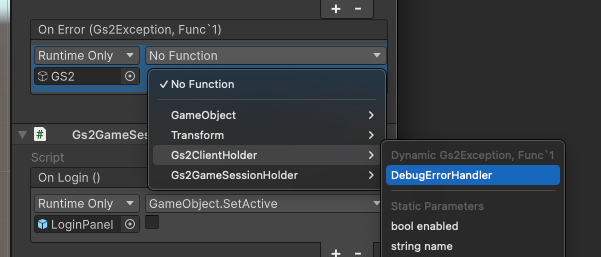 On Error (Gs2Exception, Func`1)
Runtime Only
No Function
GS2
No Function
GameObject
Transform
Gs2ClientHolder
Gs2GameSessionHolder
Dynamic Gs2Exception, Func`1
DebugErrorHandler
Static Parameters
bool enabled
string name
# Gs2GameSes
Script
On Login ()
Runtime Only
GameObject.SetActive
LoginPanel